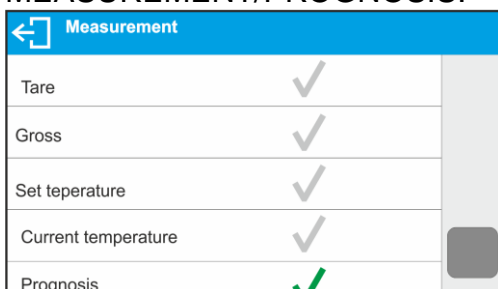 MEASUREMENT/PROGNOSIS.
Measurement
Tare
Gross
Set teperature
Current temperature
Prognosis